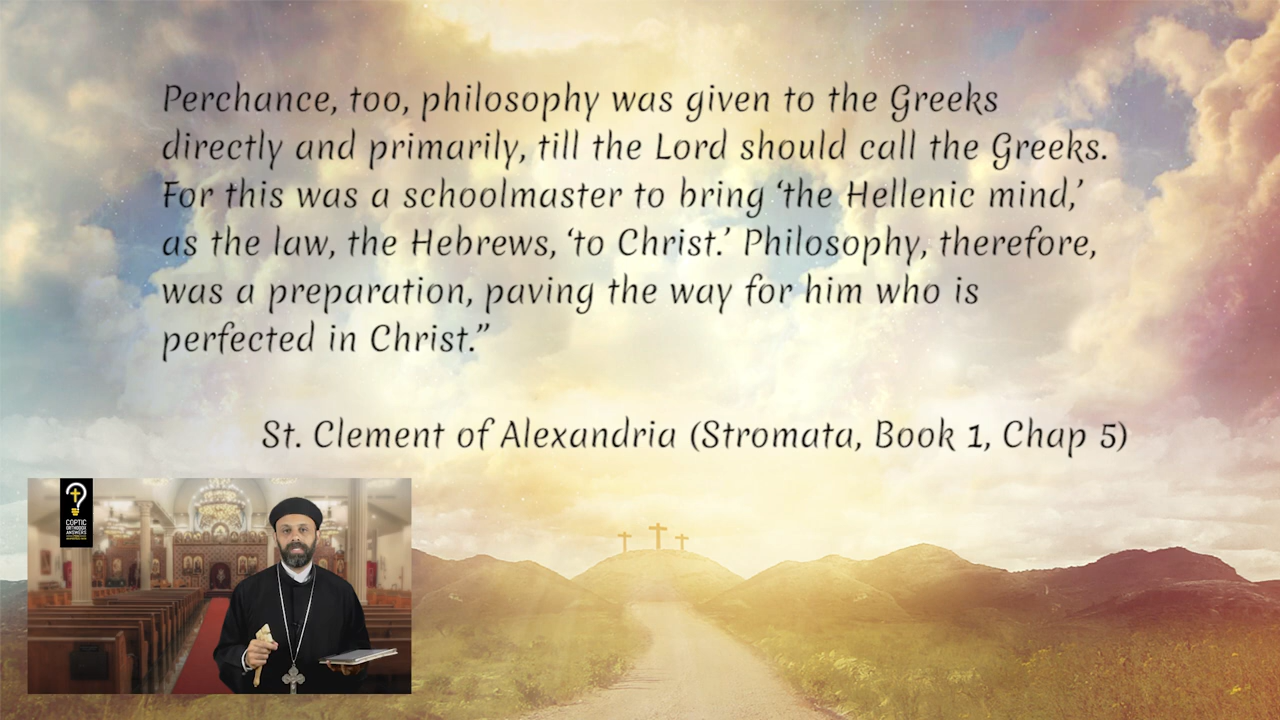 Perchance, too, philosophy was given to the Greeks
directly and primarily, till the Lord should call the Greeks.
For this was a schoolmaster to bring ‘the Hellenic mind,’
as the law, the Hebrews, ‘to Christ.’ Philosophy, therefore,
was a preparation, paving the way for him who is
perfected in Christ.”
St. Clement of Alexandria (Stromata, Book 1, Chap 5)
COPTIC
ORTHODOX
ANSWERS